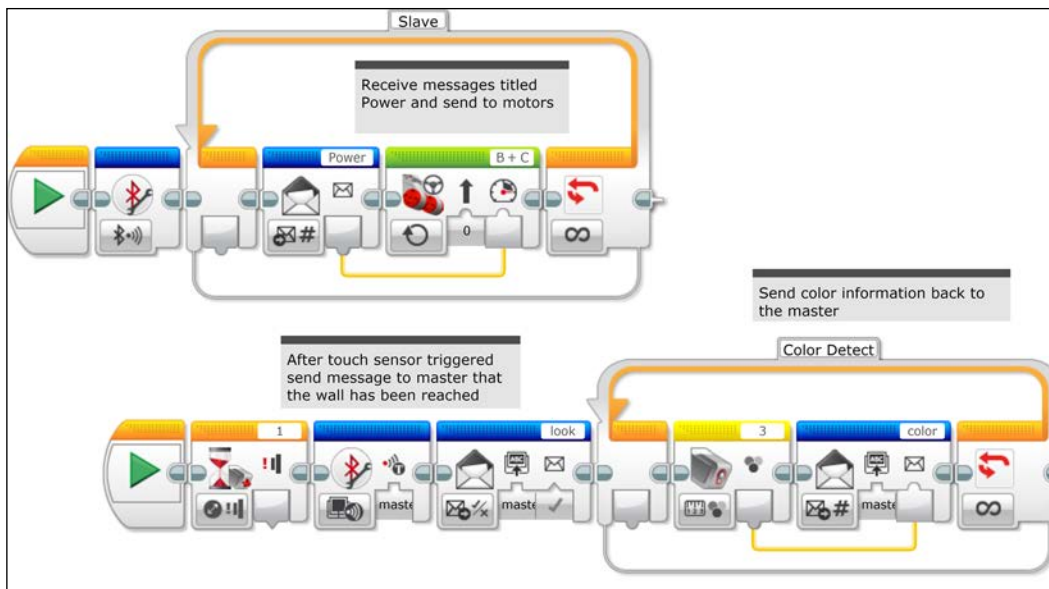 Slave
Receive messages titled
Power and send to motors
Power
B + C
#
0
∞
Send color information back to
the master
After touch sensor triggered
send message to master that
the wall has been reached
Color Detect
1
look
3
color
T
ABC
ABC
maste
maste
#
maste
∞